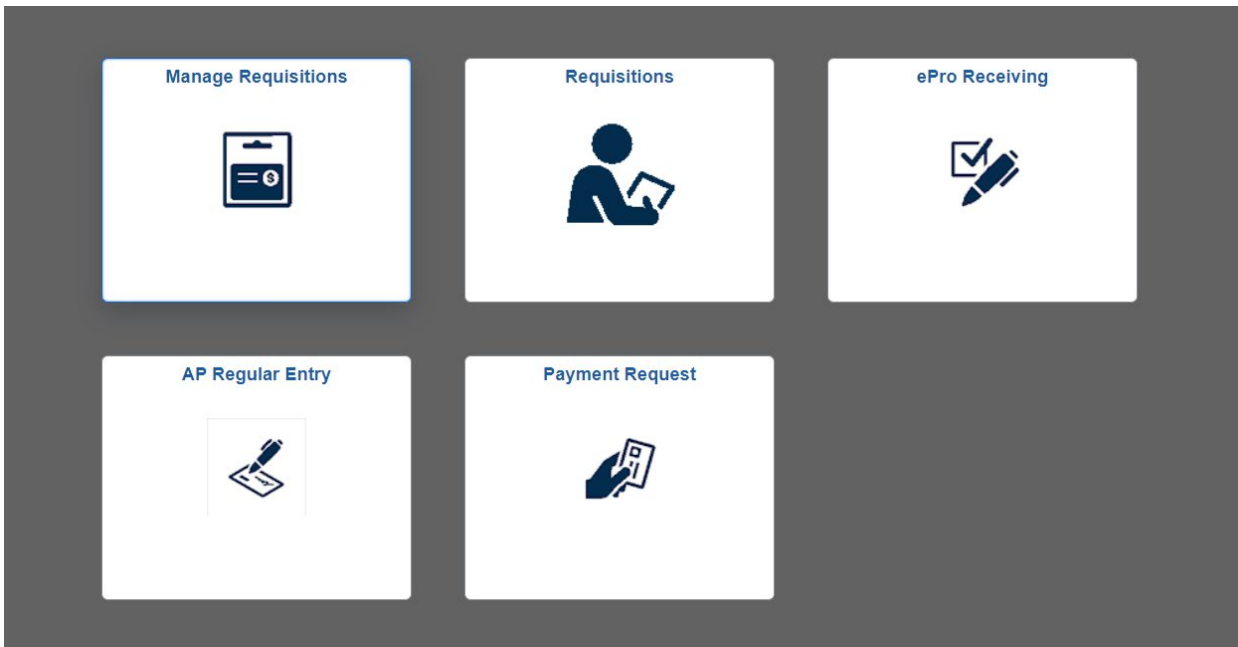 Manage Requisitions
Requisitions
ePro Receiving
AP Regular Entry
Payment Request